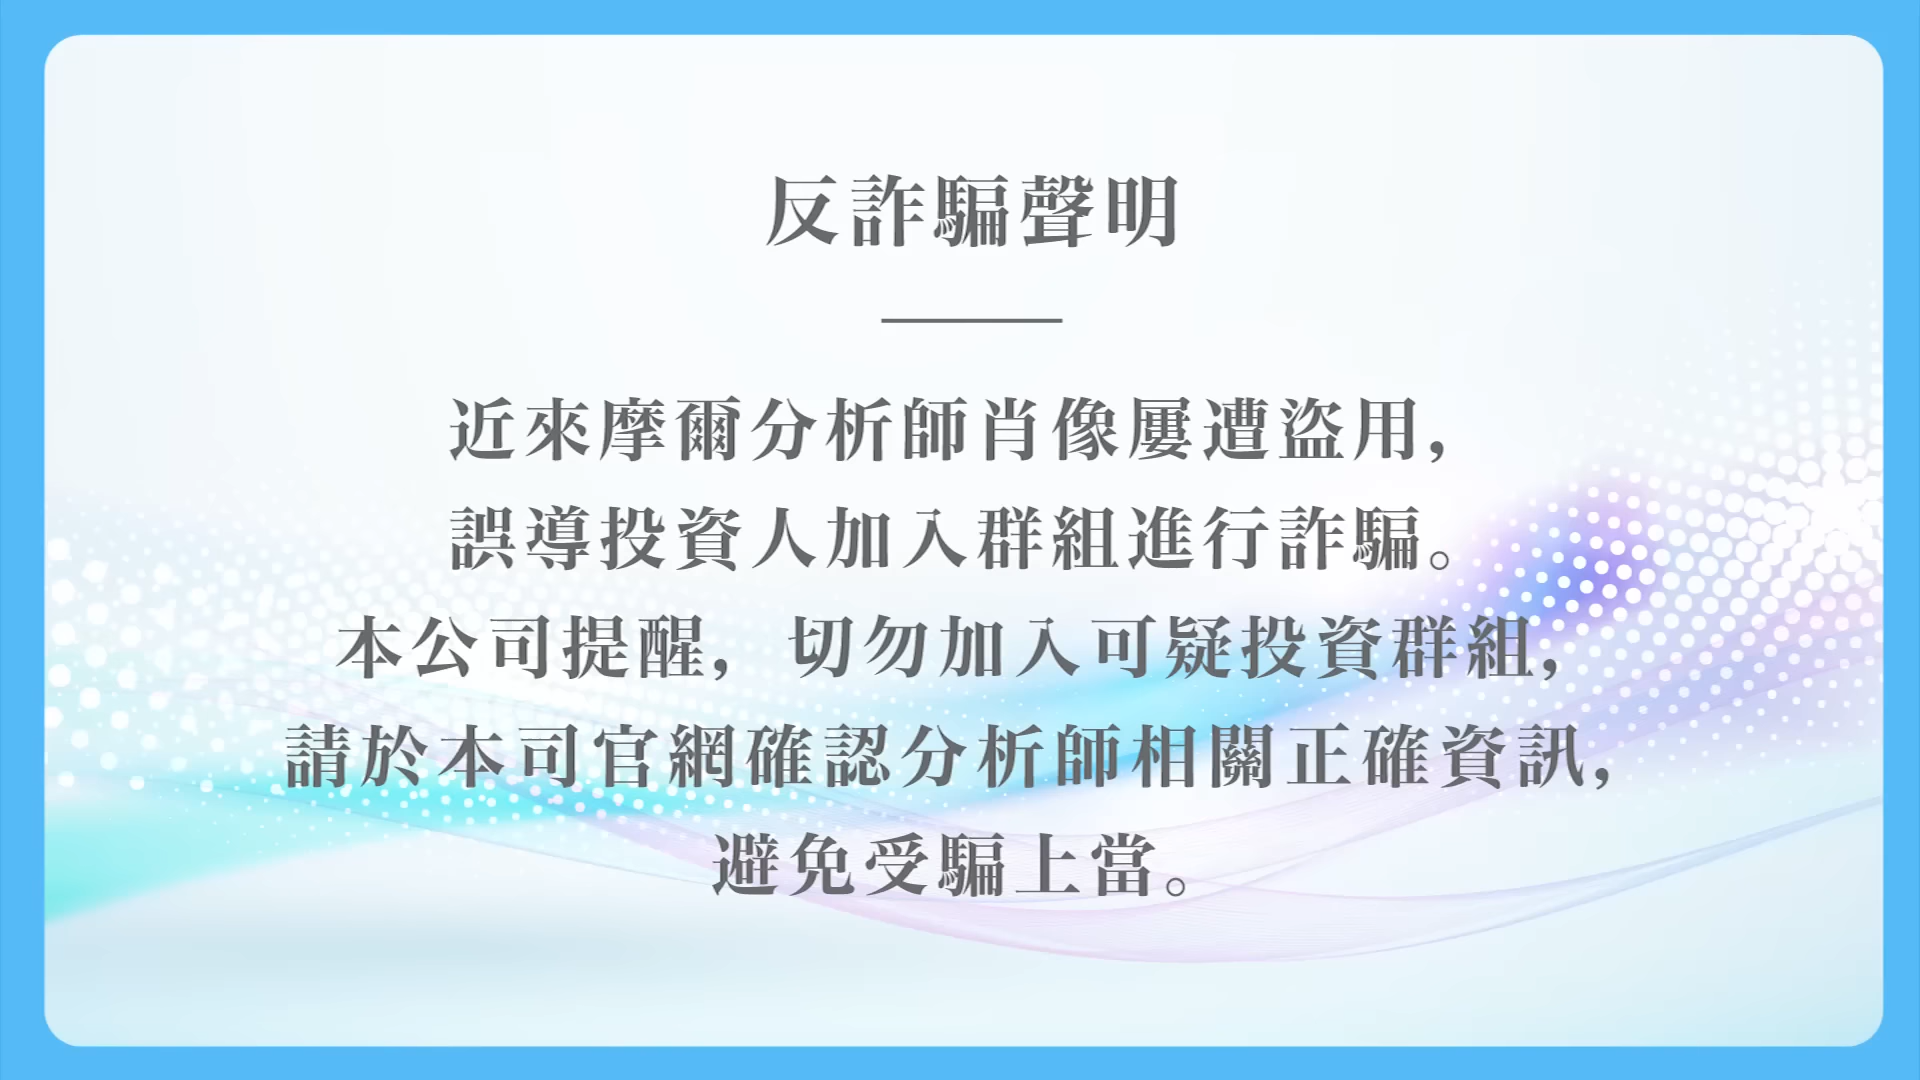 反詐騙聲明
近來摩爾分析師肖像屢遭盜用,
誤導投資人加入群組進行詐騙。
本公司提醒, 切勿加入可疑投資群組,
請於本司官網確認分析師相關正確資訊,
避免受騙上當。